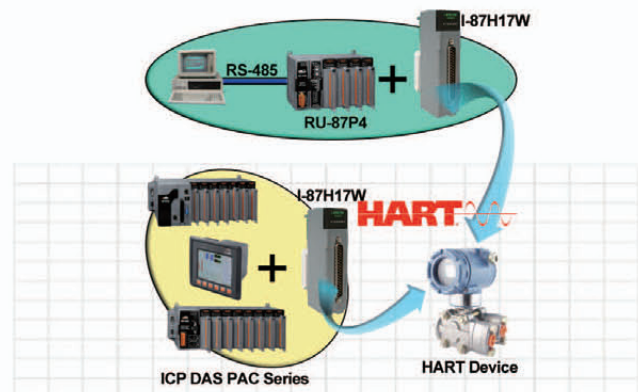 I-87H17W
RS-485
RU-87P4
I-87H17W
HART
HART Device
ICP DAS PAC Series